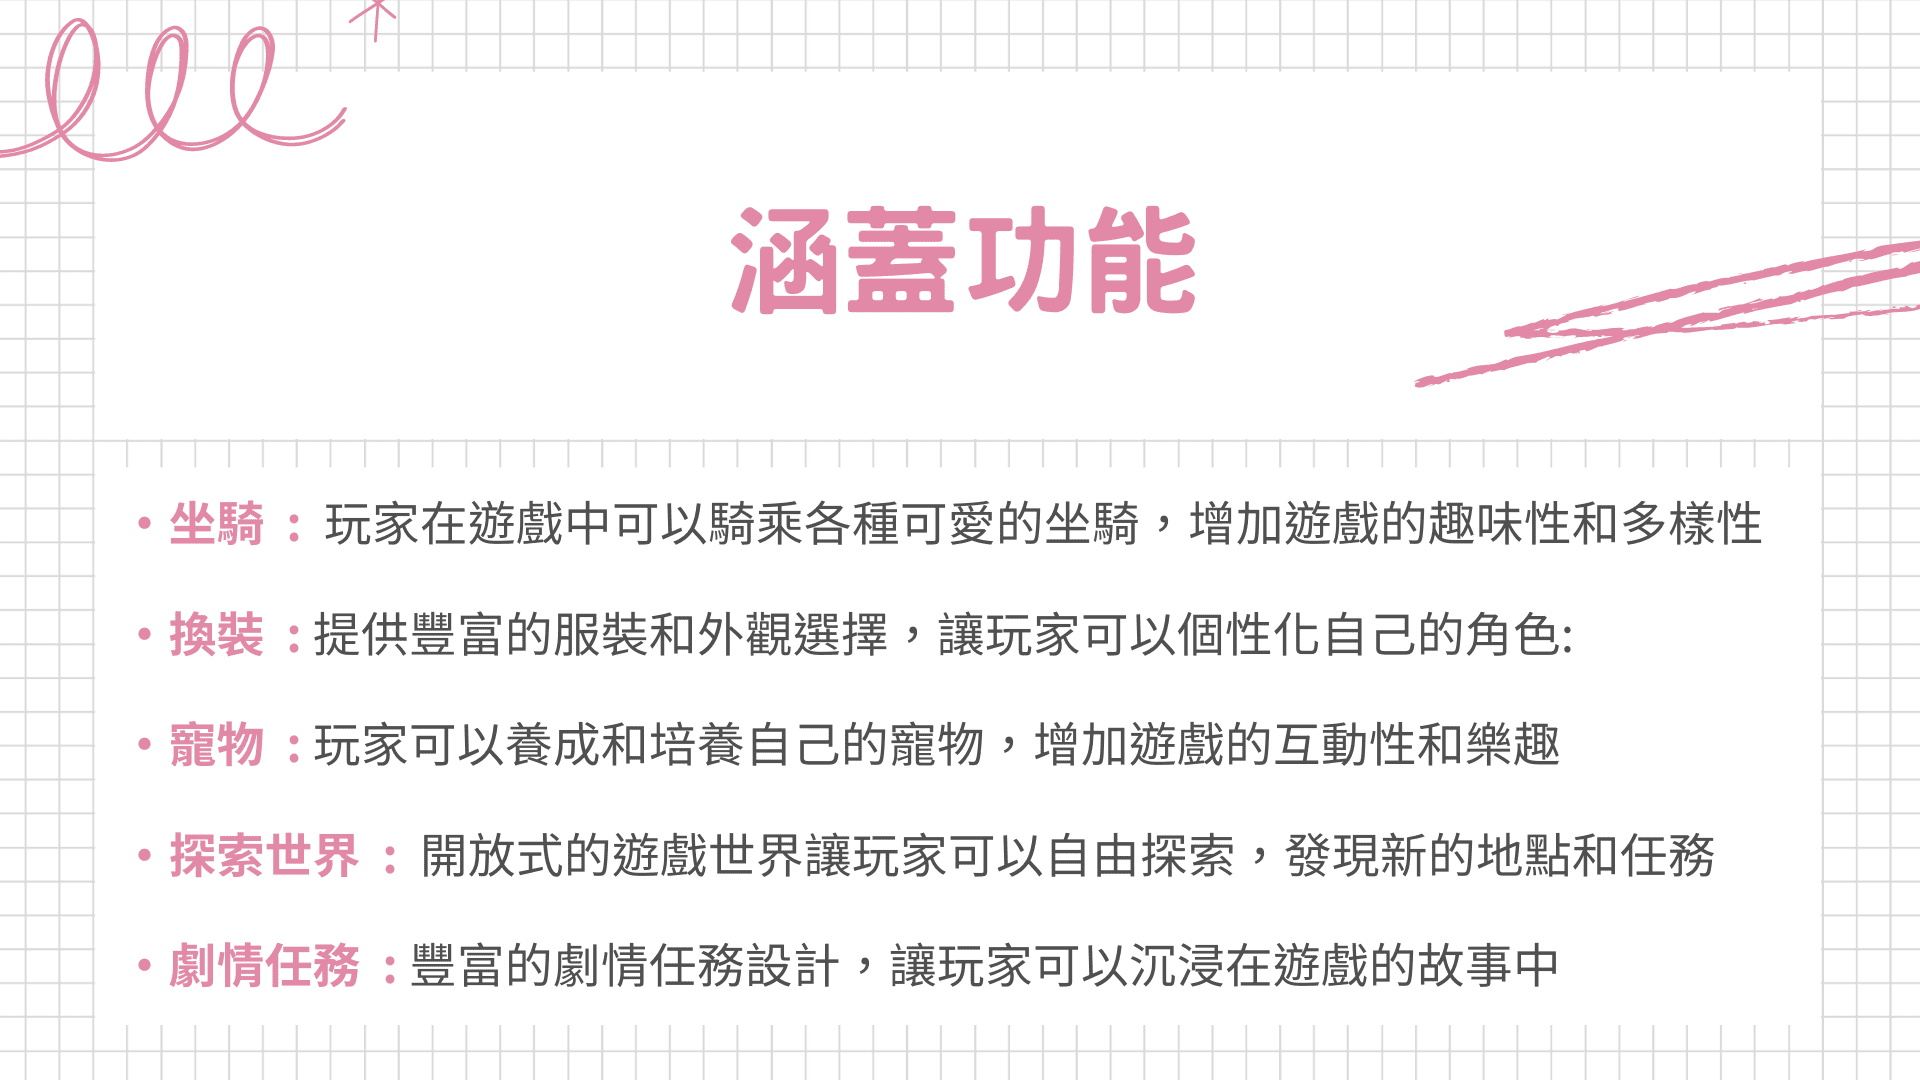 涵蓋功能
• 坐騎 : 玩家在遊戲中可以騎乘各種可愛的坐騎，增加遊戲的趣味性和多樣性
• 換裝 : 提供豐富的服裝和外觀選擇，讓玩家可以個性化自己的角色:
• 寵物 : 玩家可以養成和培養自己的寵物，增加遊戲的互動性和樂趣
• 探索世界 : 開放式的遊戲世界讓玩家可以自由探索，發現新的地點和任務
• 劇情任務 : 豐富的劇情任務設計，讓玩家可以沉浸在遊戲的故事中